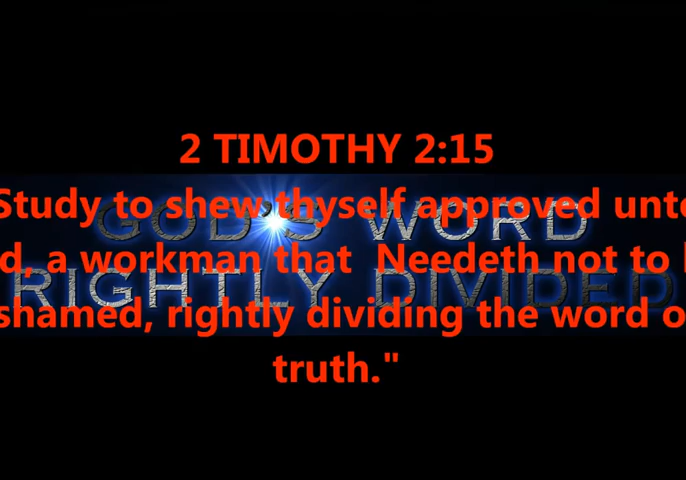 2 TIMOTHY 2:15
Study to shew thyself approved unto
GOD'S WORD
d, a workman that Needeth not to
RIGHTLY DIVIDED
shamed, rightly dividing the word o
truth."